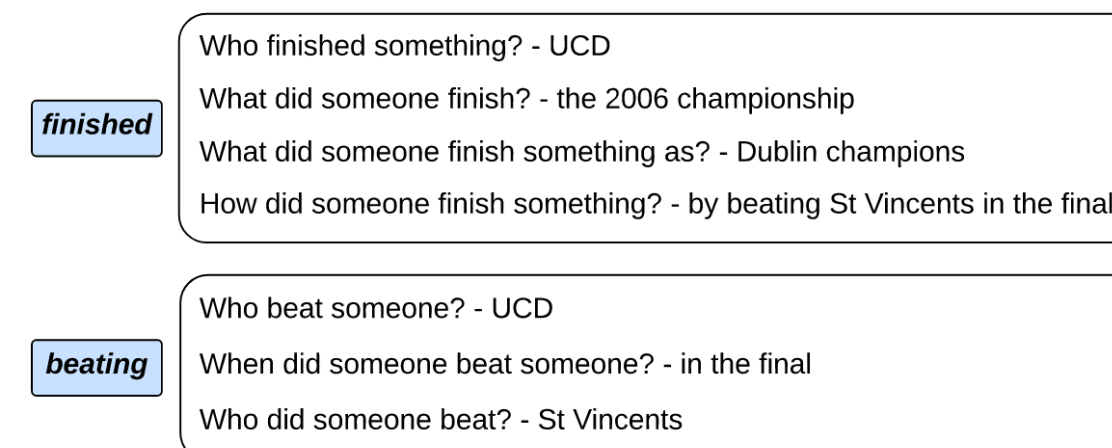 finished
Who finished something? - UCD
What did someone finish? - the 2006 championship
What did someone finish something as? - Dublin champions
How did someone finish something? - by beating St Vincents in the final
beating
Who beat someone? - UCD
When did someone beat someone? - in the final
Who did someone beat? - St Vincents